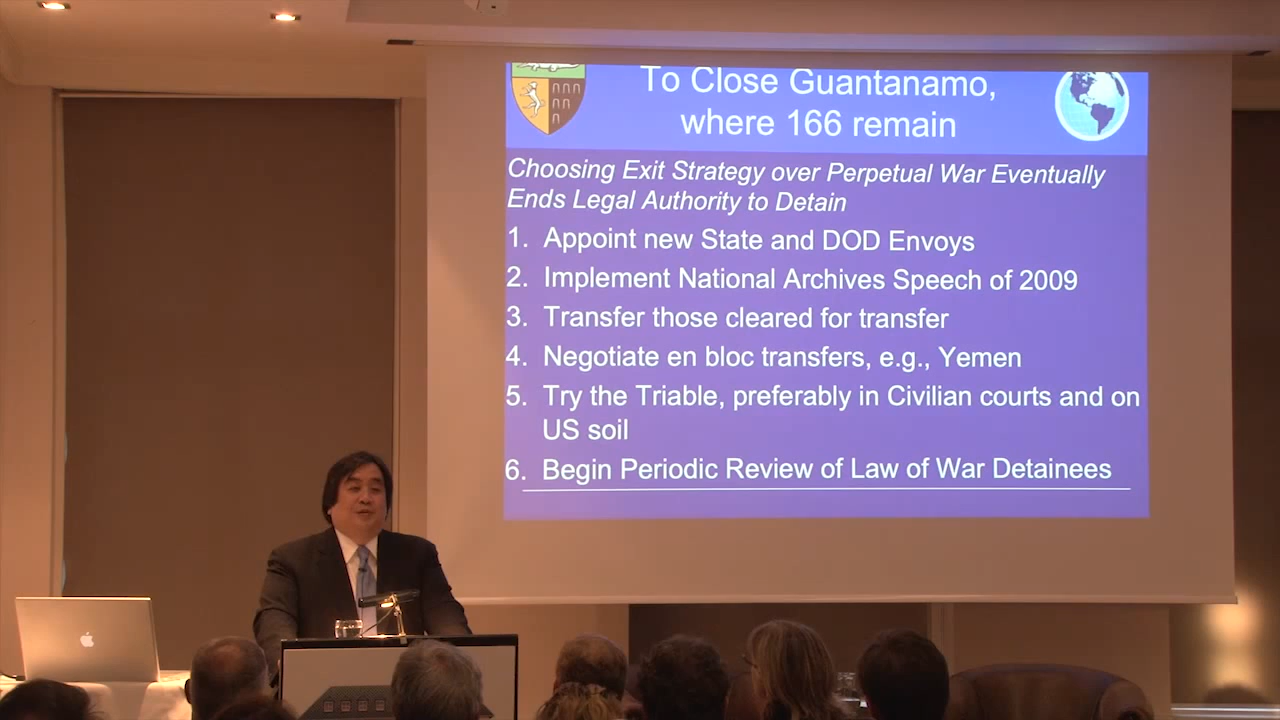 To Close Guantanamo,
where 166 remain
Choosing Exit Strategy over Perpetual War Eventually
Ends Legal Authority to Detain
1. Appoint new State and DOD Envoys
2. Implement National Archives Speech of 2009
3. Transfer those cleared for transfer
4. Negotiate en bloc transfers, e.g., Yemen
5. Try the Triable, preferably in Civilian courts and on
US soil
6. Begin Periodic Review of Law of War Detainees